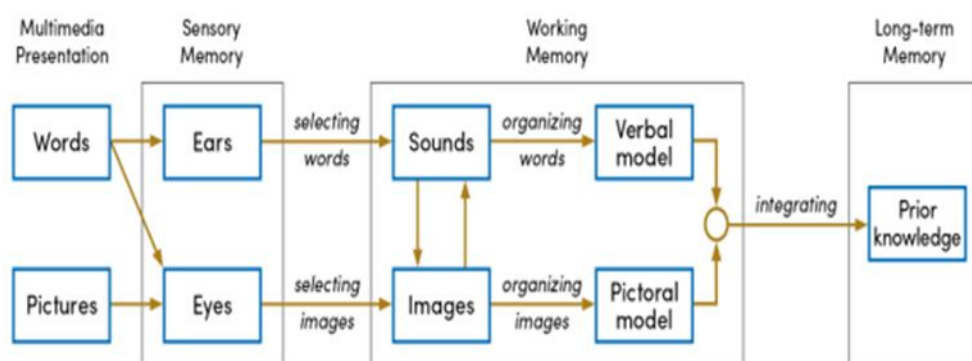 Multimedia
Presentation
Sensory
Memory
Working
Memory
Long-term
Memory
Words
Ears
selecting
words
Sounds
organizing
words
Verbal
model
integrating
Prior
knowledge
Pictures
Eyes
selecting
images
Images
organizing
images
Pictoral
model